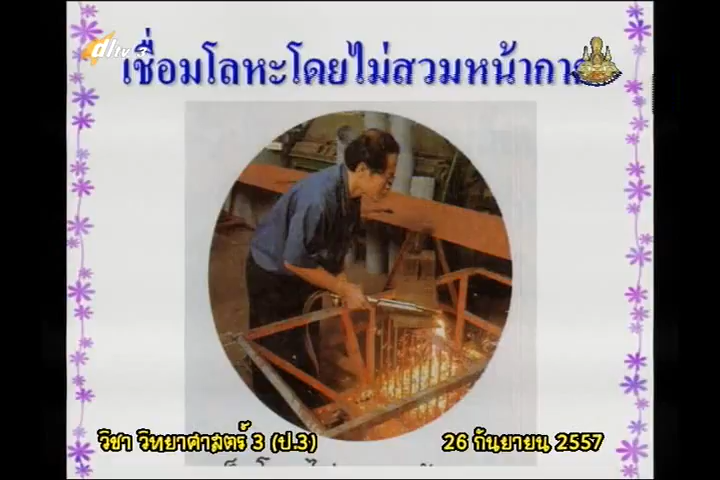 dltv 3
เชื่อมโลหะโดยไม่สวมหน้ากาก
วิชา วิทยาศาสตร์ 3 (ป.3)
26 กันยายน 2557